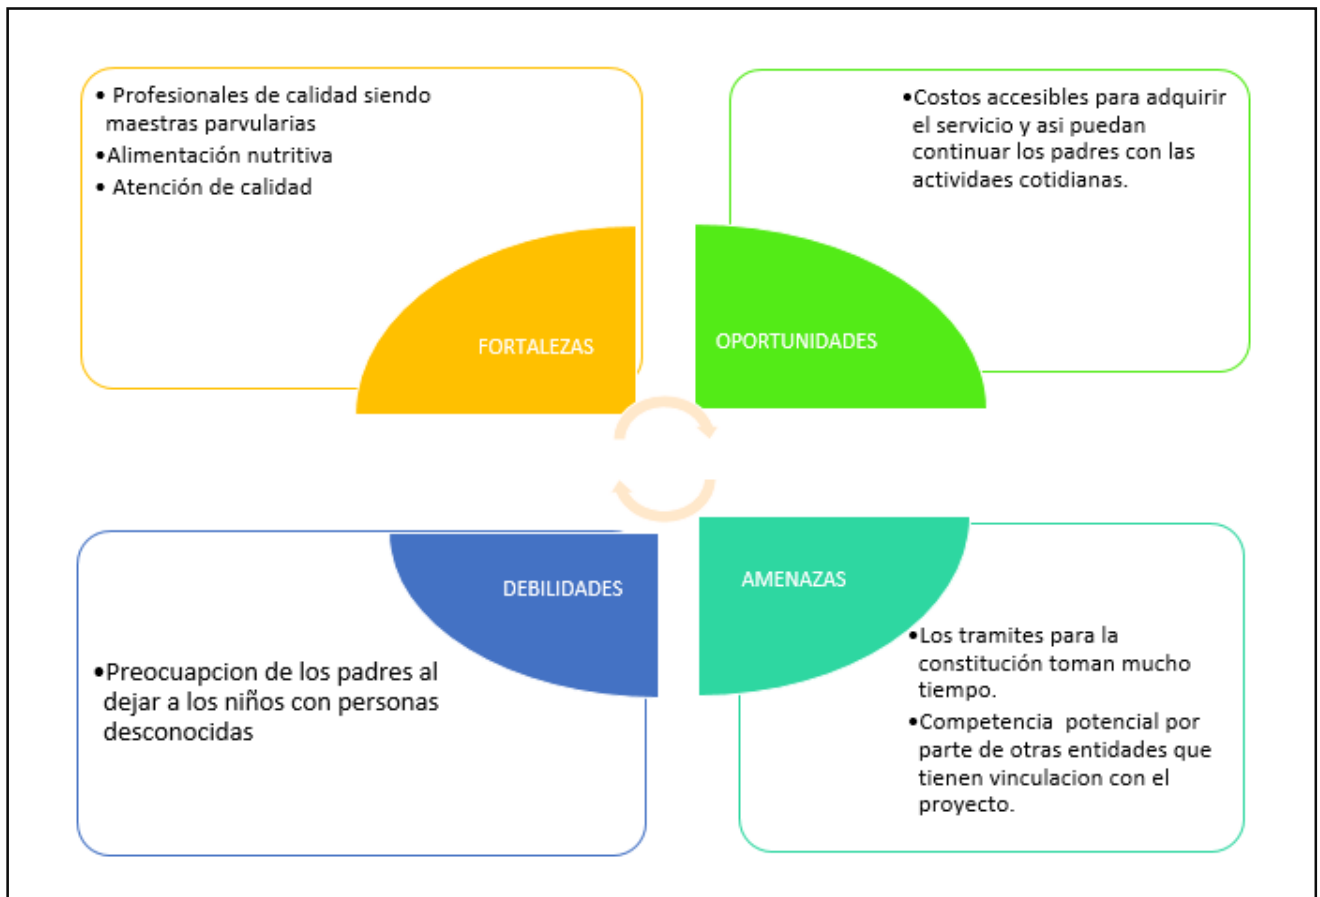 • Profesionales de calidad siendo
maestras parvularias
•Alimentación nutritiva
• Atención de calidad
FORTALEZAS
•Costos accesibles para adquirir
el servicio y asi puedan
continuar los padres con las
actividaes cotidianas.
OPORTUNIDADES
DEBILIDADES
•Preocuapcion de los padres al
dejar a los niños con personas
desconocidas
AMENAZAS
•Los tramites para la
constitución toman mucho
tiempo.
•Competencia potencial por
parte de otras entidades que
tienen vinculacion con el
proyecto.